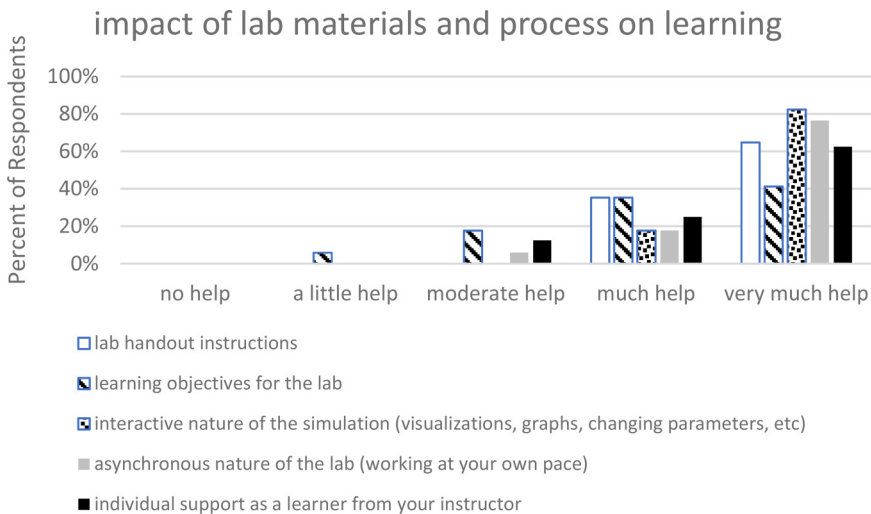 impact of lab materials and process on learning
Percent of Respondents
100%
80%
60%
40%
20%
0%
no help a little help moderate help much help very much help
lab handout instructions
learning objectives for the lab
interactive nature of the simulation (visualizations, graphs, changing parameters, etc)
asynchronous nature of the lab (working at your own pace)
individual support as a learner from your instructor